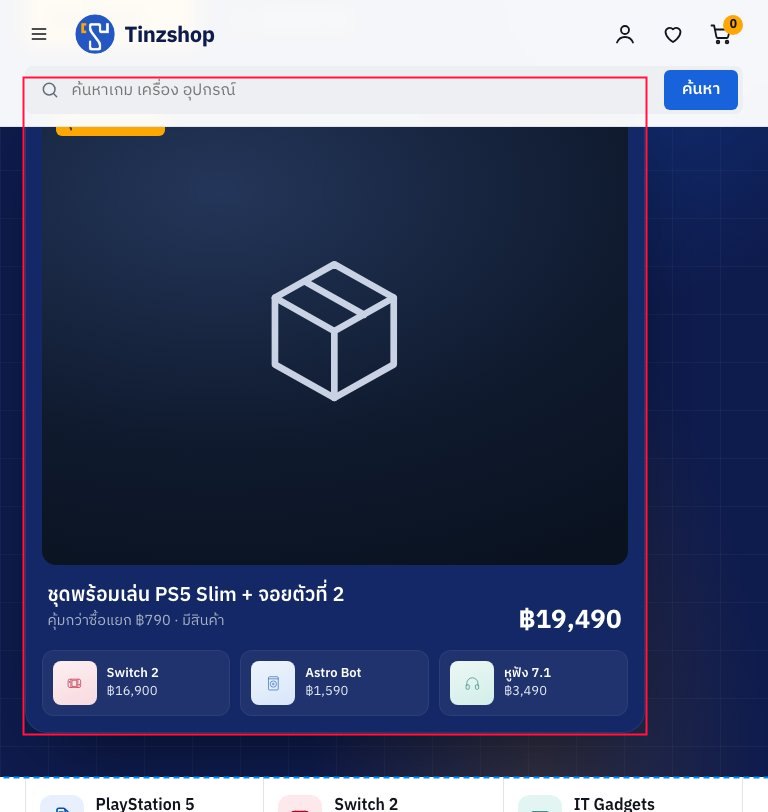 Tinzshop
0
ค้นหาเกม เครื่อง อุปกรณ์
ค้นหา
ชุดพร้อมเล่น PS5 Slim + จอยตัวที่ 2
คุ้มกว่าซื้อแยก ฿790 · มีสินค้า
฿19,490
Switch 2
฿16,900
Astro Bot
฿1,590
หูฟัง 7.1
฿3,490
PlayStation 5
Switch 2
IT Gadgets